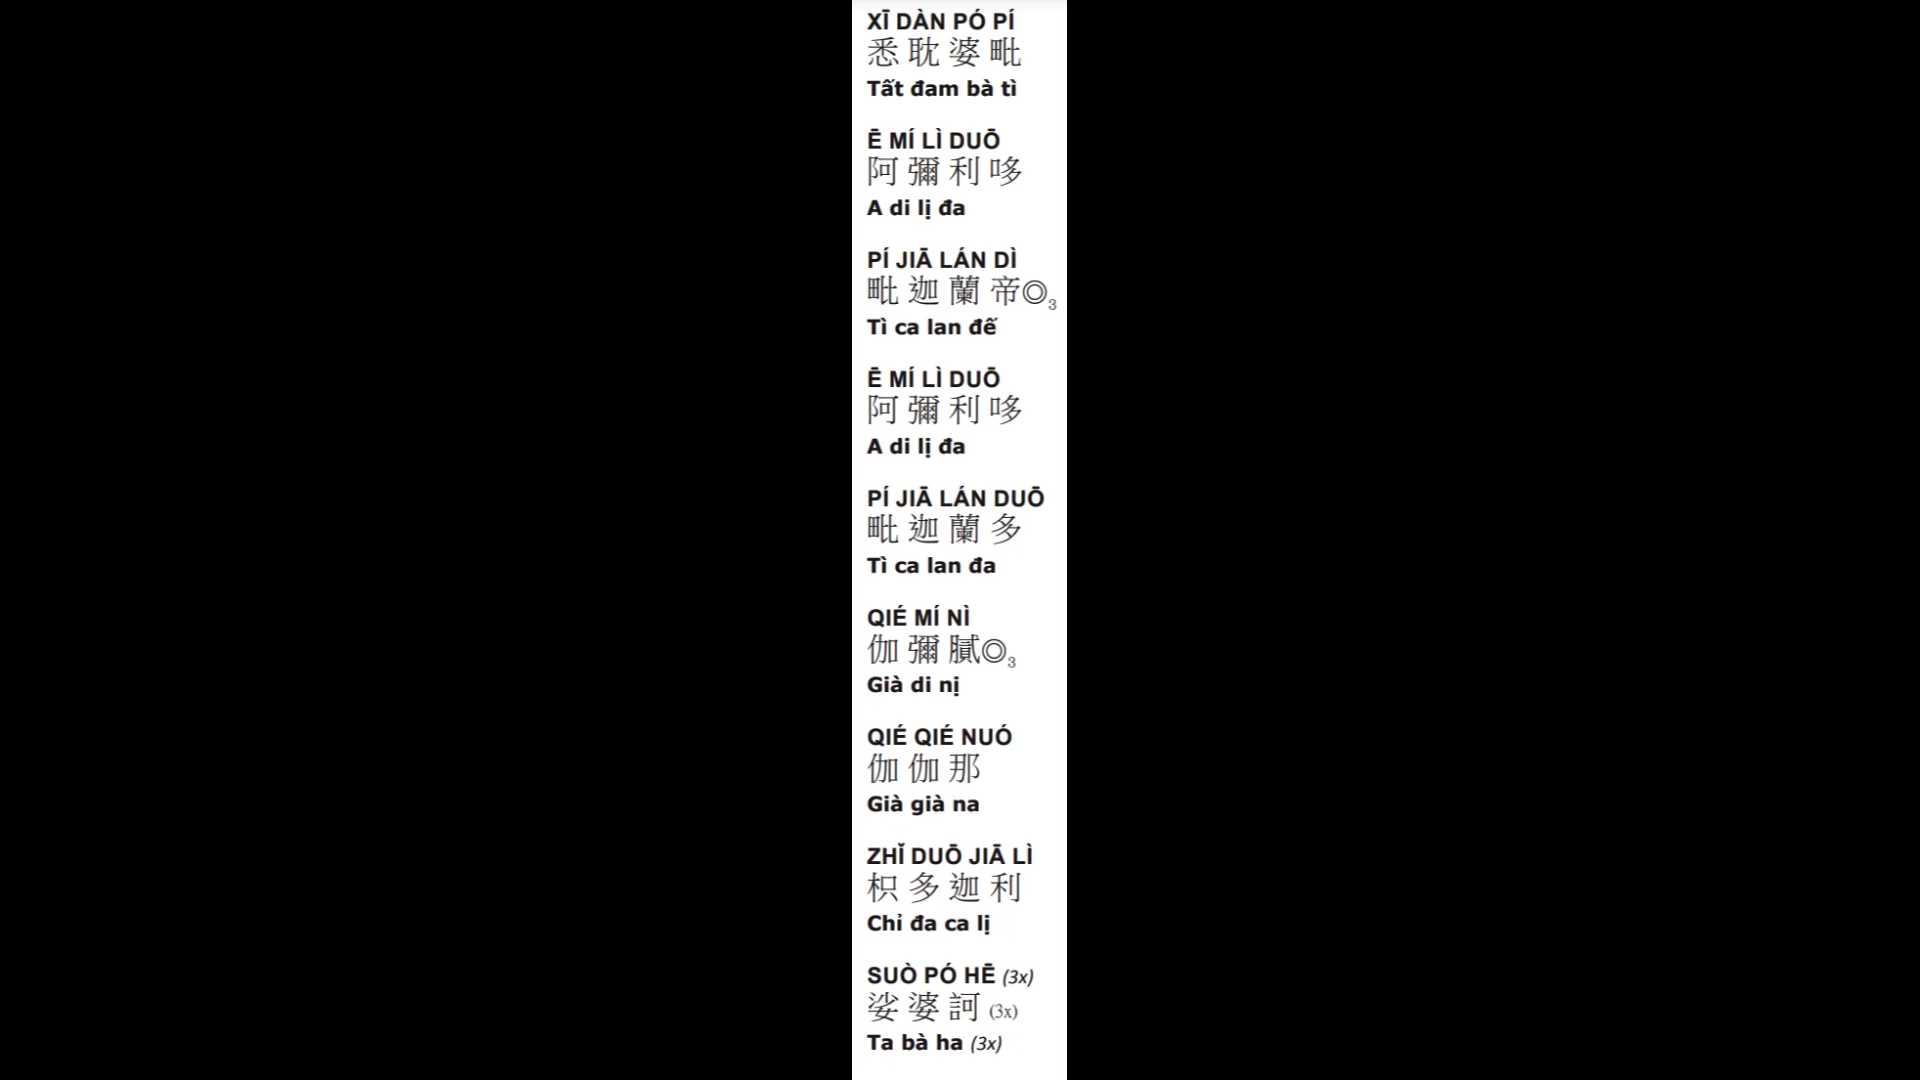 XĪ DÀN PÓ PÍ
悉 耽 婆 毗
Tất đam bà tì
Ē MÍ LÌ DUŌ
阿 彌 利 哆
A di lị đa
PÍ JIĀ LÁN DÌ
毗 迦 蘭 帝◎3
Tì ca lan đế
Ē MÍ LÌ DUŌ
阿 彌 利 哆
A di lị đa
PÍ JIĀ LÁN DUŌ
毗 迦 蘭 多
Tì ca lan đa
QIÉ MÍ NÌ
伽 彌 膩◎3
Già di nị
QIÉ QIÉ NUÓ
伽 伽 那
Già già na
ZHǏ DUŌ JIĀ LÌ
枳 多 迦 利
Chỉ đa ca lị
SUÒ PÓ HĒ (3x)
娑 婆 訶 (3x)
Ta bà ha (3x)